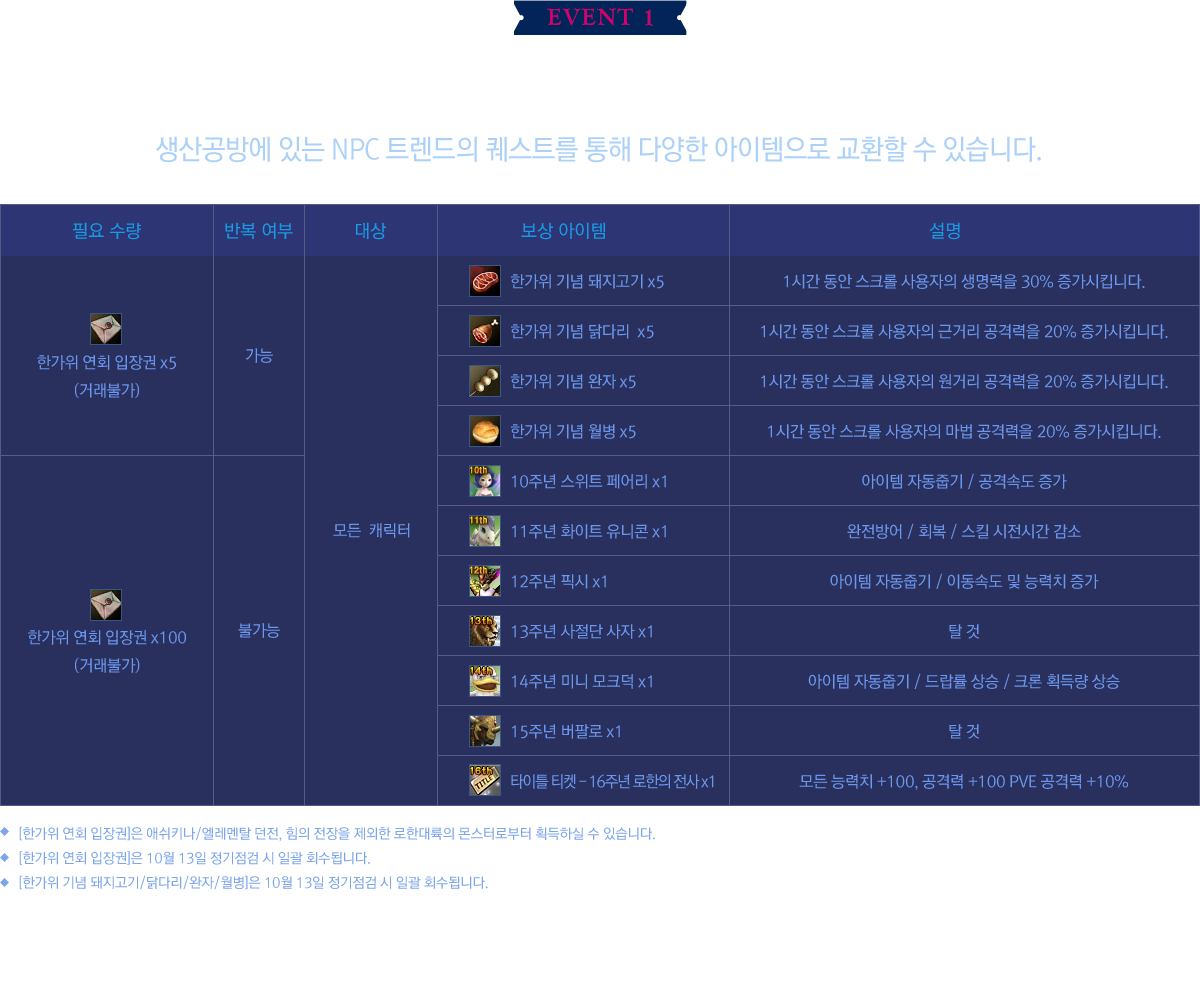 EVENT 1
생산공방에 있는 NPC 트렌드의 퀘스트를 통해 다양한 아이템으로 교환할 수 있습니다.
필요 수량 반복 여부 대상 보상 아이템 설명
한가위 연회 입장권 x5
(거래불가)
가능
모든 캐릭터
한가위 기념 돼지고기 x5 1시간 동안 스크롤 사용자의 생명력을 30% 증가시킵니다.
한가위 기념 닭다리 x5 1시간 동안 스크롤 사용자의 근거리 공격력을 20% 증가시킵니다.
한가위 기념 완자 x5 1시간 동안 스크롤 사용자의 원거리 공격력을 20% 증가시킵니다.
한가위 기념 월병 x5 1시간 동안 스크롤 사용자의 마법 공격력을 20% 증가시킵니다.
한가위 연회 입장권 x100
(거래불가)
불가능
10th 10주년 스위트 페어리 x1 아이템 자동줍기 / 공격속도 증가
11th 11주년 화이트 유니콘 x1 완전방어 / 회복 / 스킬 시전시간 감소
12th 12주년 픽시 x1 아이템 자동줍기 / 이동속도 및 능력치 증가
13th 13주년 사절단 사자 x1 탈 것
14th 14주년 미니 모크덕 x1 아이템 자동줍기 / 드랍률 상승 / 크론 획득량 상승
15주년 버팔로 x1 탈 것
16th TITLE 타이틀 티켓 - 16주년 로한의 전사 x1 모든 능력치 +100, 공격력 +100 PVE 공격력 +10%
◆ [한가위 연회 입장권]은 애쉬키나/엘레멘탈 던전, 힘의 전장을 제외한 로한대륙의 몬스터로부터 획득하실 수 있습니다.
◆ [한가위 연회 입장권]은 10월 13일 정기점검 시 일괄 회수됩니다.
◆ [한가위 기념 돼지고기/닭다리/완자/월병]은 10월 13일 정기점검 시 일괄 회수됩니다.